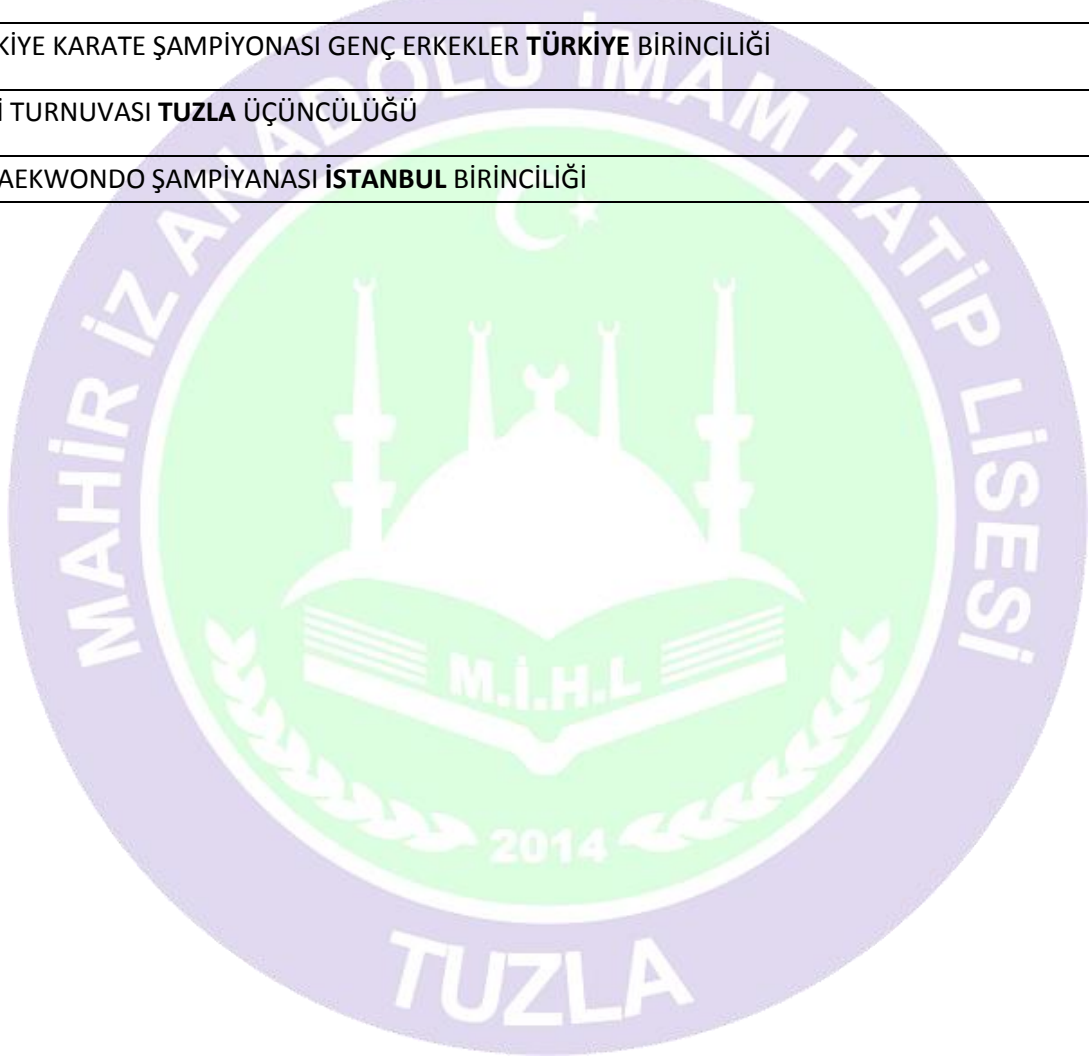 KİYE KARATE ŞAMPİYONASI GENÇ ERKEKLER TÜRKİYE BİRİNCİLİĞİ
İ TURNUVASI TUZLA ÜÇÜNCÜLÜĞÜ
AEKWONDO ŞAMPİYANASI İSTANBUL BİRİNCİLİĞİ
MAHİR İZ ANADOLU İMAM HATİP LİSESİ
M.İ.H.L
2014
TUZLA